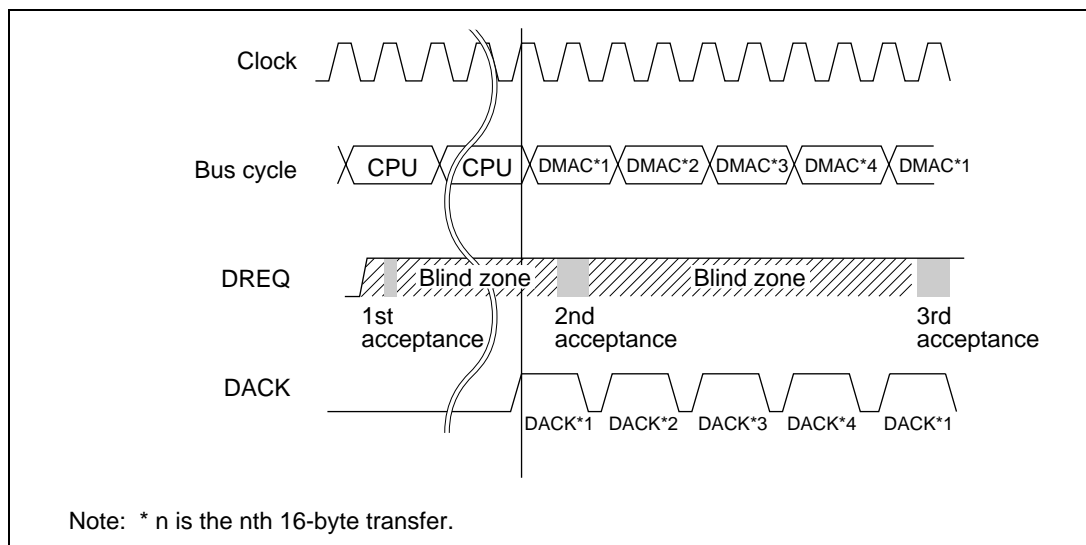 Clock
Bus cycle
CPU CPU DMAC*1 DMAC*2 DMAC*3 DMAC*4 DMAC*1
DREQ
Blind zone Blind zone
1st acceptance
2nd acceptance
3rd acceptance
DACK
DACK*1 DACK*2 DACK*3 DACK*4 DACK*1
Note: * n is the nth 16-byte transfer.